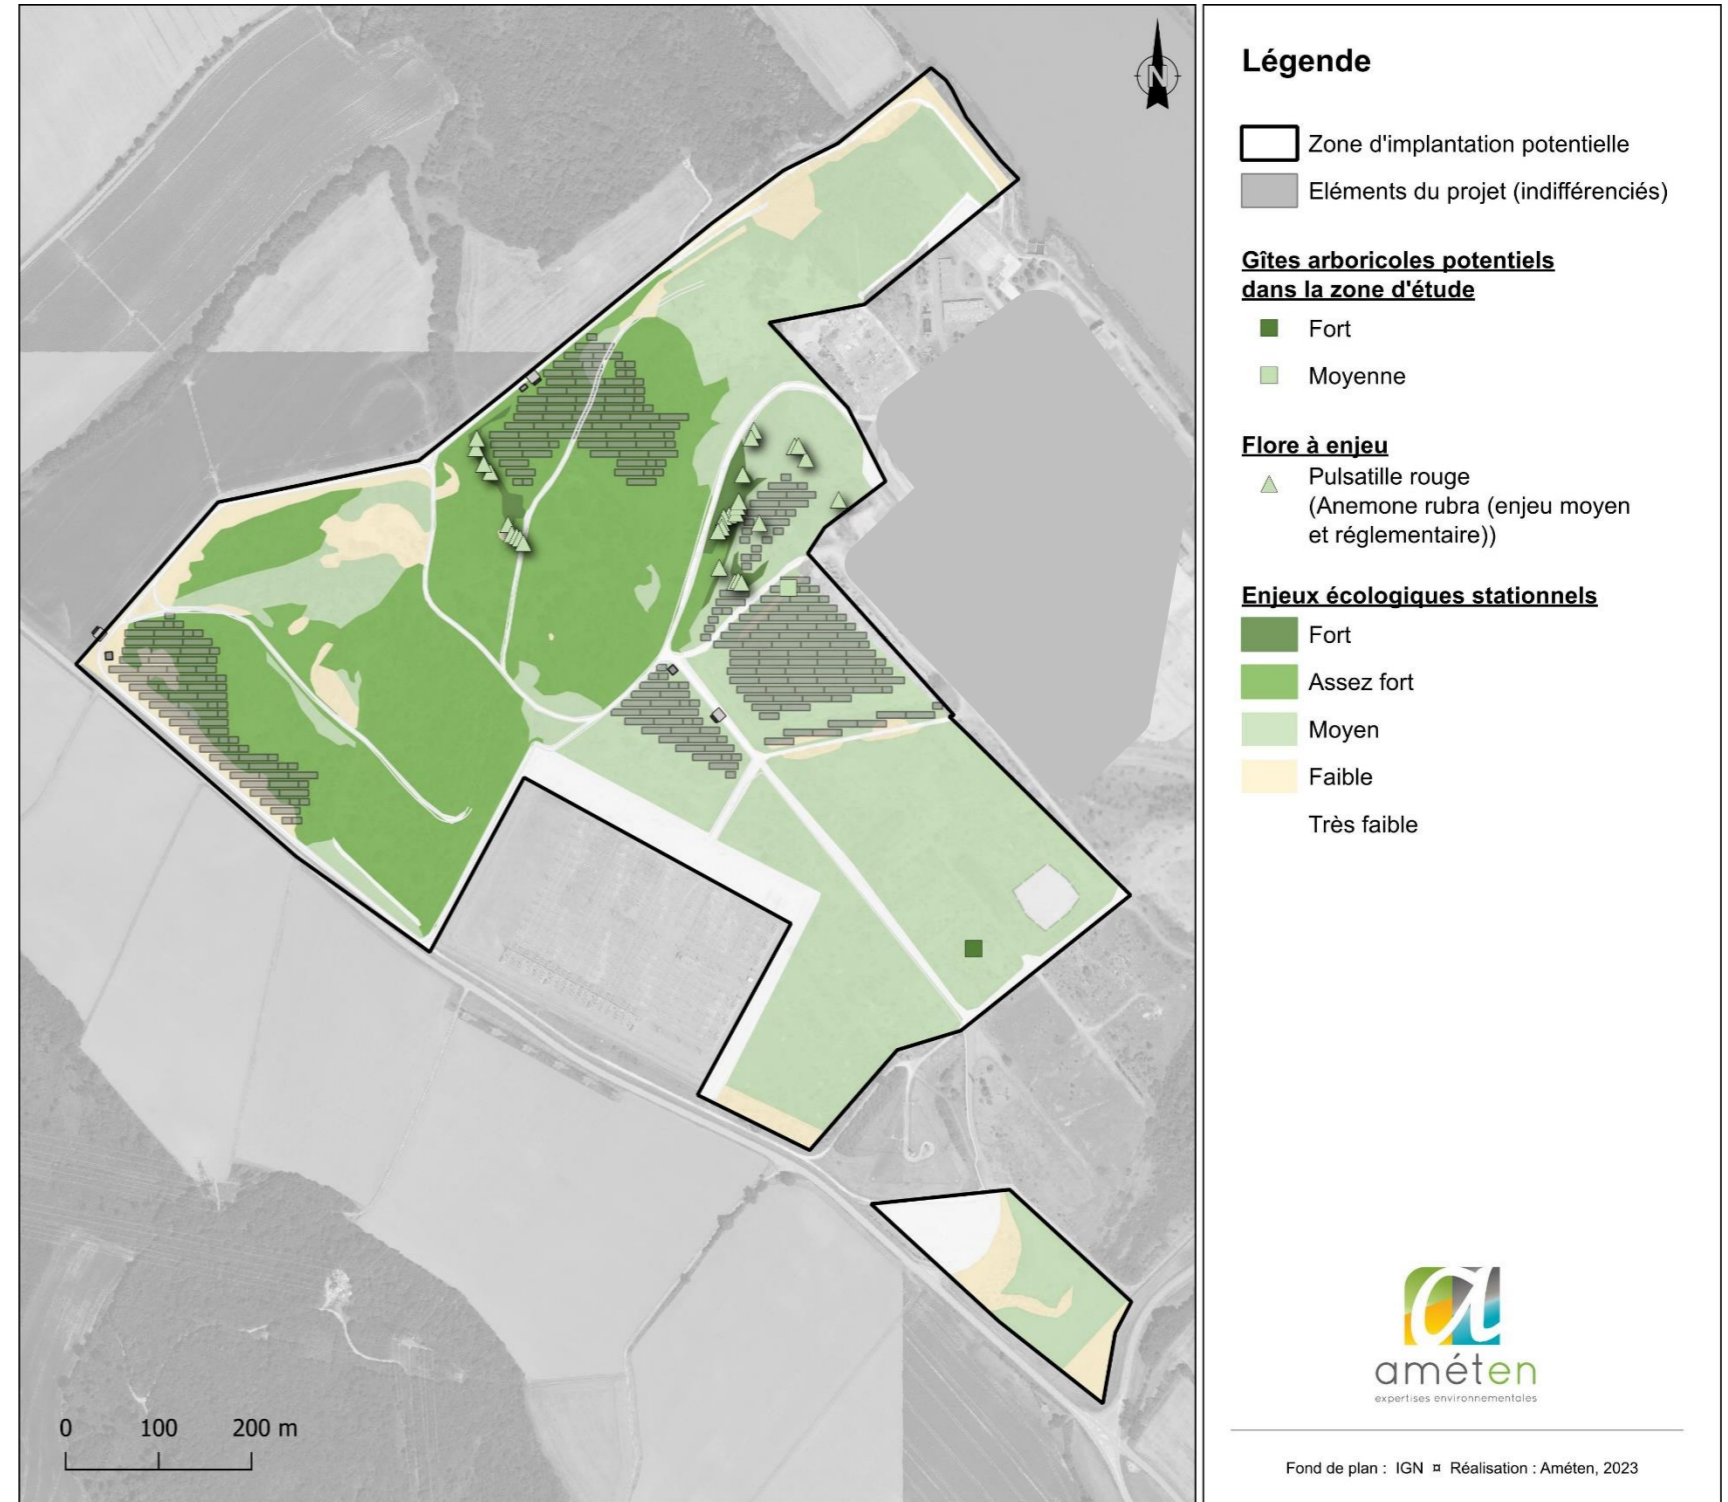 N
0 100 200 m
Légende
Zone d'implantation potentielle
Eléments du projet (indifférenciés)
Gîtes arboricoles potentiels
dans la zone d'étude
Fort
Moyenne
Flore à enjeu
Pulsatille rouge
(Anemone rubra (enjeu moyen
et réglementaire))
Enjeux écologiques stationnels
Fort
Assez fort
Moyen
Faible
Très faible
améten
expertises environnementales
Fond de plan : IGN ¤ Réalisation : Améten, 2023